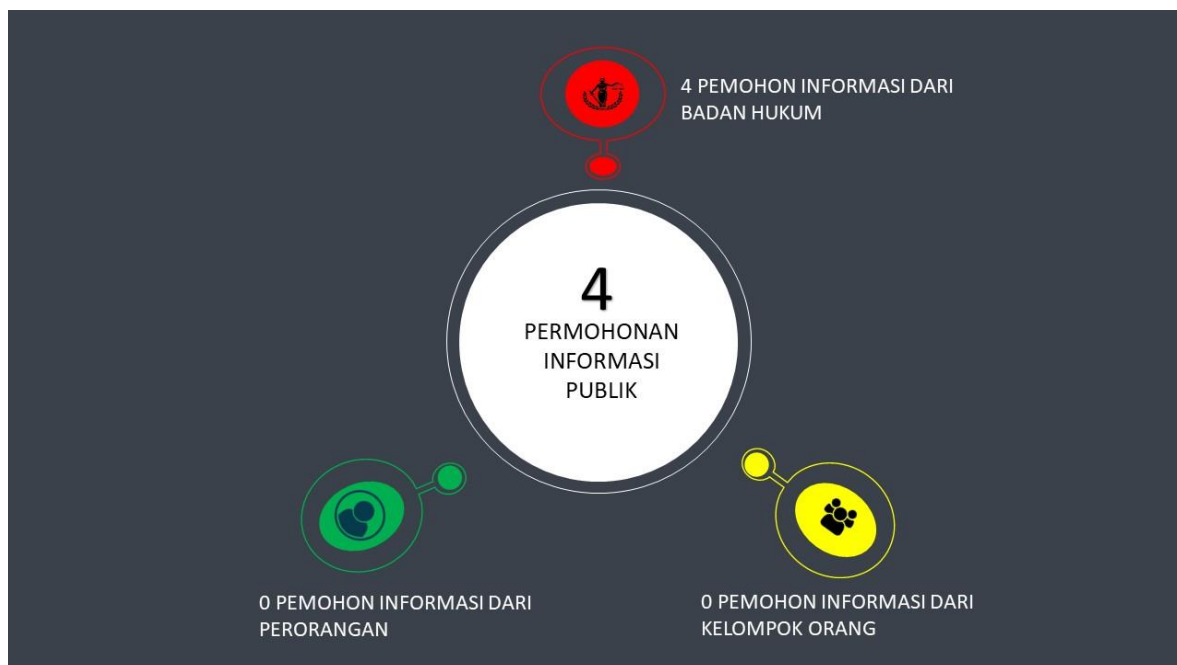 4 PEMOHON INFORMASI DARI
BADAN HUKUM
4
PERMOHONAN
INFORMASI
PUBLIK
0 PEMOHON INFORMASI DARI
PERORANGAN
0 PEMOHON INFORMASI DARI
KELOMPOK ORANG